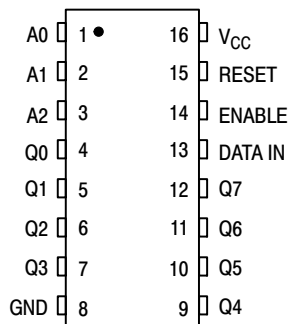 A0 1 16 VCC
A1 2 15 RESET
A2 3 14 ENABLE
Q0 4 13 DATA IN
Q1 5 12 Q7
Q2 6 11 Q6
Q3 7 10 Q5
GND 8 9 Q4